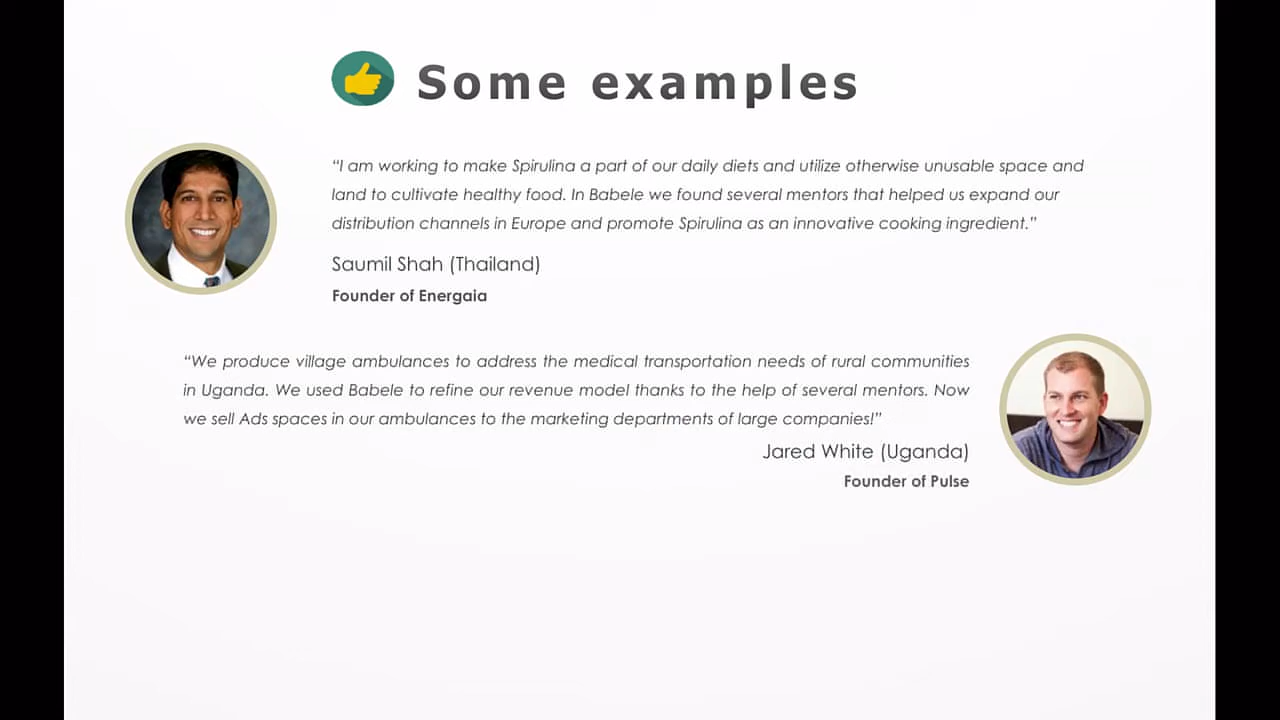 Some examples
“I am working to make Spirulina a part of our daily diets and utilize otherwise unusable space and
land to cultivate healthy food. In Babele we found several mentors that helped us expand our
distribution channels in Europe and promote Spirulina as an innovative cooking ingredient.”
Saumil Shah (Thailand)
Founder of Energaia
“We produce village ambulances to address the medical transportation needs of rural communities
in Uganda. We used Babele to refine our revenue model thanks to the help of several mentors. Now
we sell Ads spaces in our ambulances to the marketing departments of large companies!”
Jared White (Uganda)
Founder of Pulse